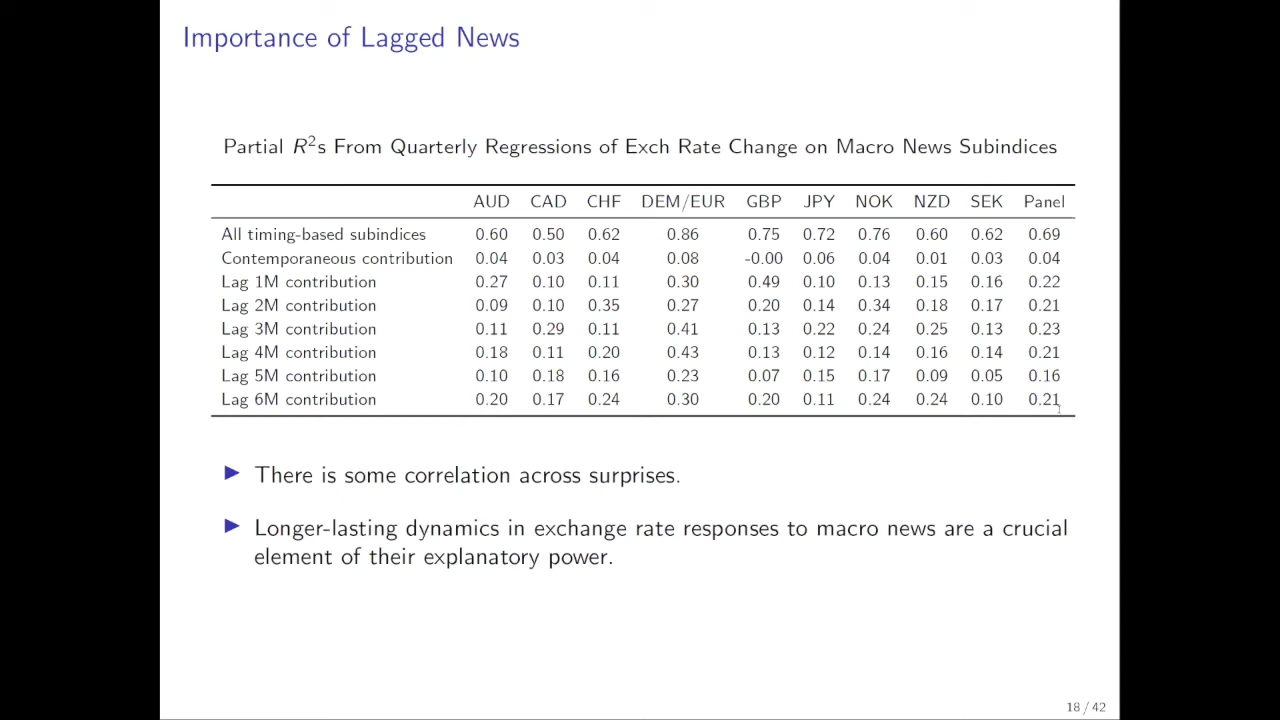 Importance of Lagged News
Partial R²s From Quarterly Regressions of Exch Rate Change on Macro News Subindices
AUD CAD CHF DEM/EUR GBP JPY NOK NZD SEK Panel
All timing-based subindices 0.60 0.50 0.62 0.86 0.75 0.72 0.76 0.60 0.62 0.69
Contemporaneous contribution 0.04 0.03 0.04 0.08 -0.00 0.06 0.04 0.01 0.03 0.04
Lag 1M contribution 0.27 0.10 0.11 0.30 0.49 0.10 0.13 0.15 0.16 0.22
Lag 2M contribution 0.09 0.10 0.35 0.27 0.20 0.14 0.34 0.18 0.17 0.21
Lag 3M contribution 0.11 0.29 0.11 0.41 0.13 0.22 0.24 0.25 0.13 0.23
Lag 4M contribution 0.18 0.11 0.20 0.43 0.13 0.12 0.14 0.16 0.14 0.21
Lag 5M contribution 0.10 0.18 0.16 0.23 0.07 0.15 0.17 0.09 0.05 0.16
Lag 6M contribution 0.20 0.17 0.24 0.30 0.20 0.11 0.24 0.24 0.10 0.21
▶ There is some correlation across surprises.
▶ Longer-lasting dynamics in exchange rate responses to macro news are a crucial
element of their explanatory power.
18 / 42